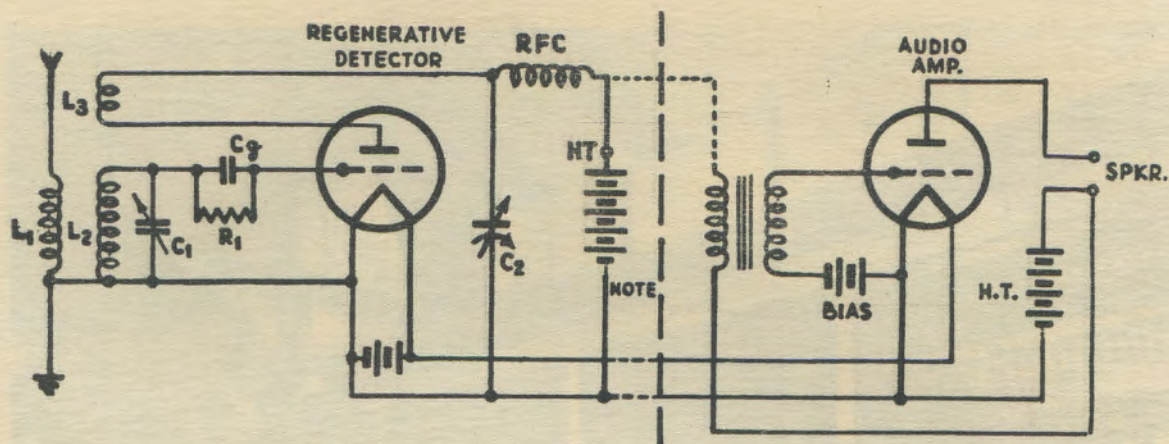 REGENERATIVE
DETECTOR
RFC
AUDIO
AMP.
L3
Cg
HT
SPKR.
L1
L2
C1
R1
C2
NOTE
BIAS
H.T.